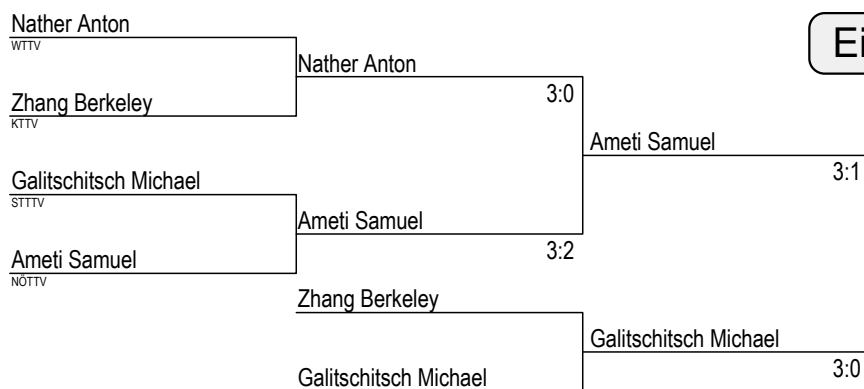 Nather Anton
WTTV
Ei
Nather Anton
3:0
Zhang Berkeley
KTTV
Ameti Samuel
3:1
Galitschitsch Michael
STTTV
Ameti Samuel
3:2
Ameti Samuel
NÖTTV
Zhang Berkeley
Galitschitsch Michael
3:0
Galitschitsch Michael